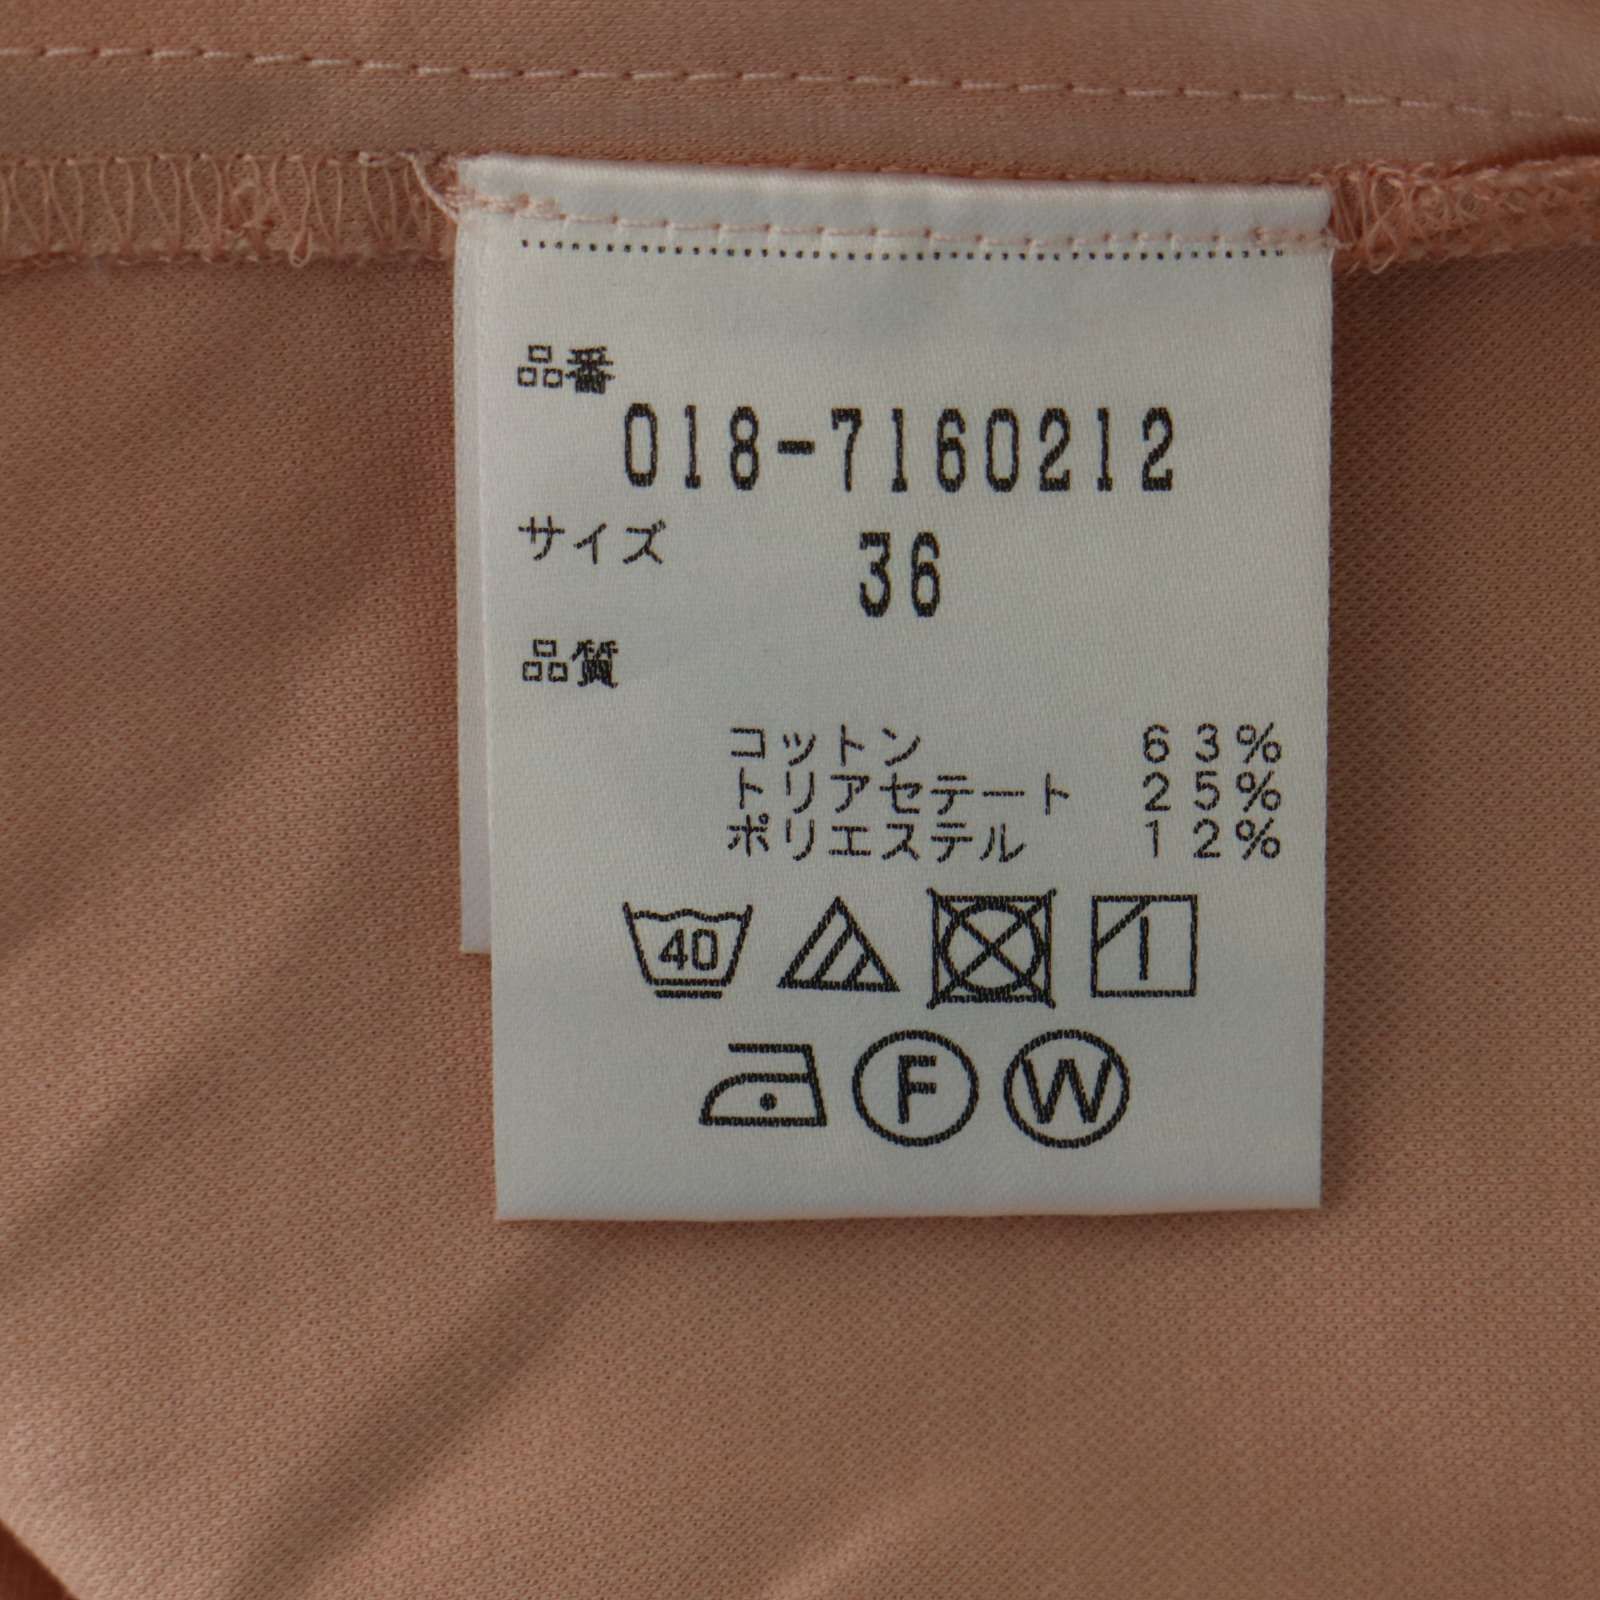 品番
018-7160212
サイズ 36
品質
コットン 63%
トリアセテート 25%
ポリエステル 12%
40
F W